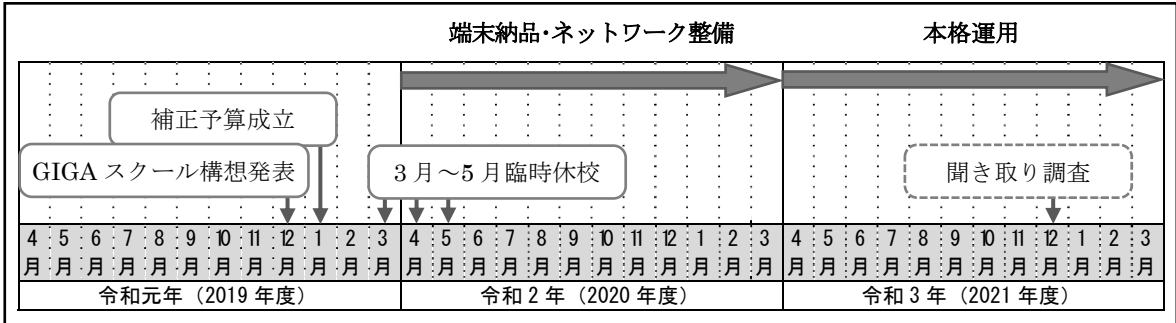 端末納品･ネットワーク整備 本格運用
補正予算成立
GIGA スクール構想発表 3 月～5 月臨時休校 聞き取り調査
4 5 6 7 8 9 10 11 12 1 2 3 4 5 6 7 8 9 10 11 12 1 2 3 4 5 6 7 8 9 10 11 12 1 2 3
月 月 月 月 月 月 月 月 月 月 月 月 月 月 月 月 月 月 月 月 月 月 月 月 月 月 月 月 月 月 月 月 月 月 月 月
令和元年（2019 年度） 令和 2 年（2020 年度） 令和 3 年（2021 年度）